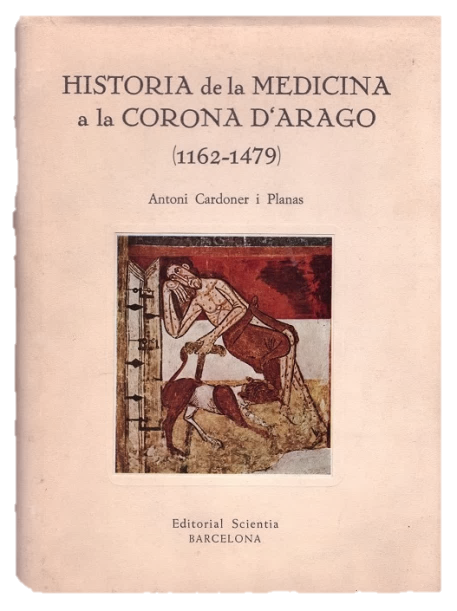 HISTORIA de la MEDICINA
a la CORONA D'ARAGO
(1162-1479)
Antoni Cardoner i Planas
Editorial Scientia
BARCELONA